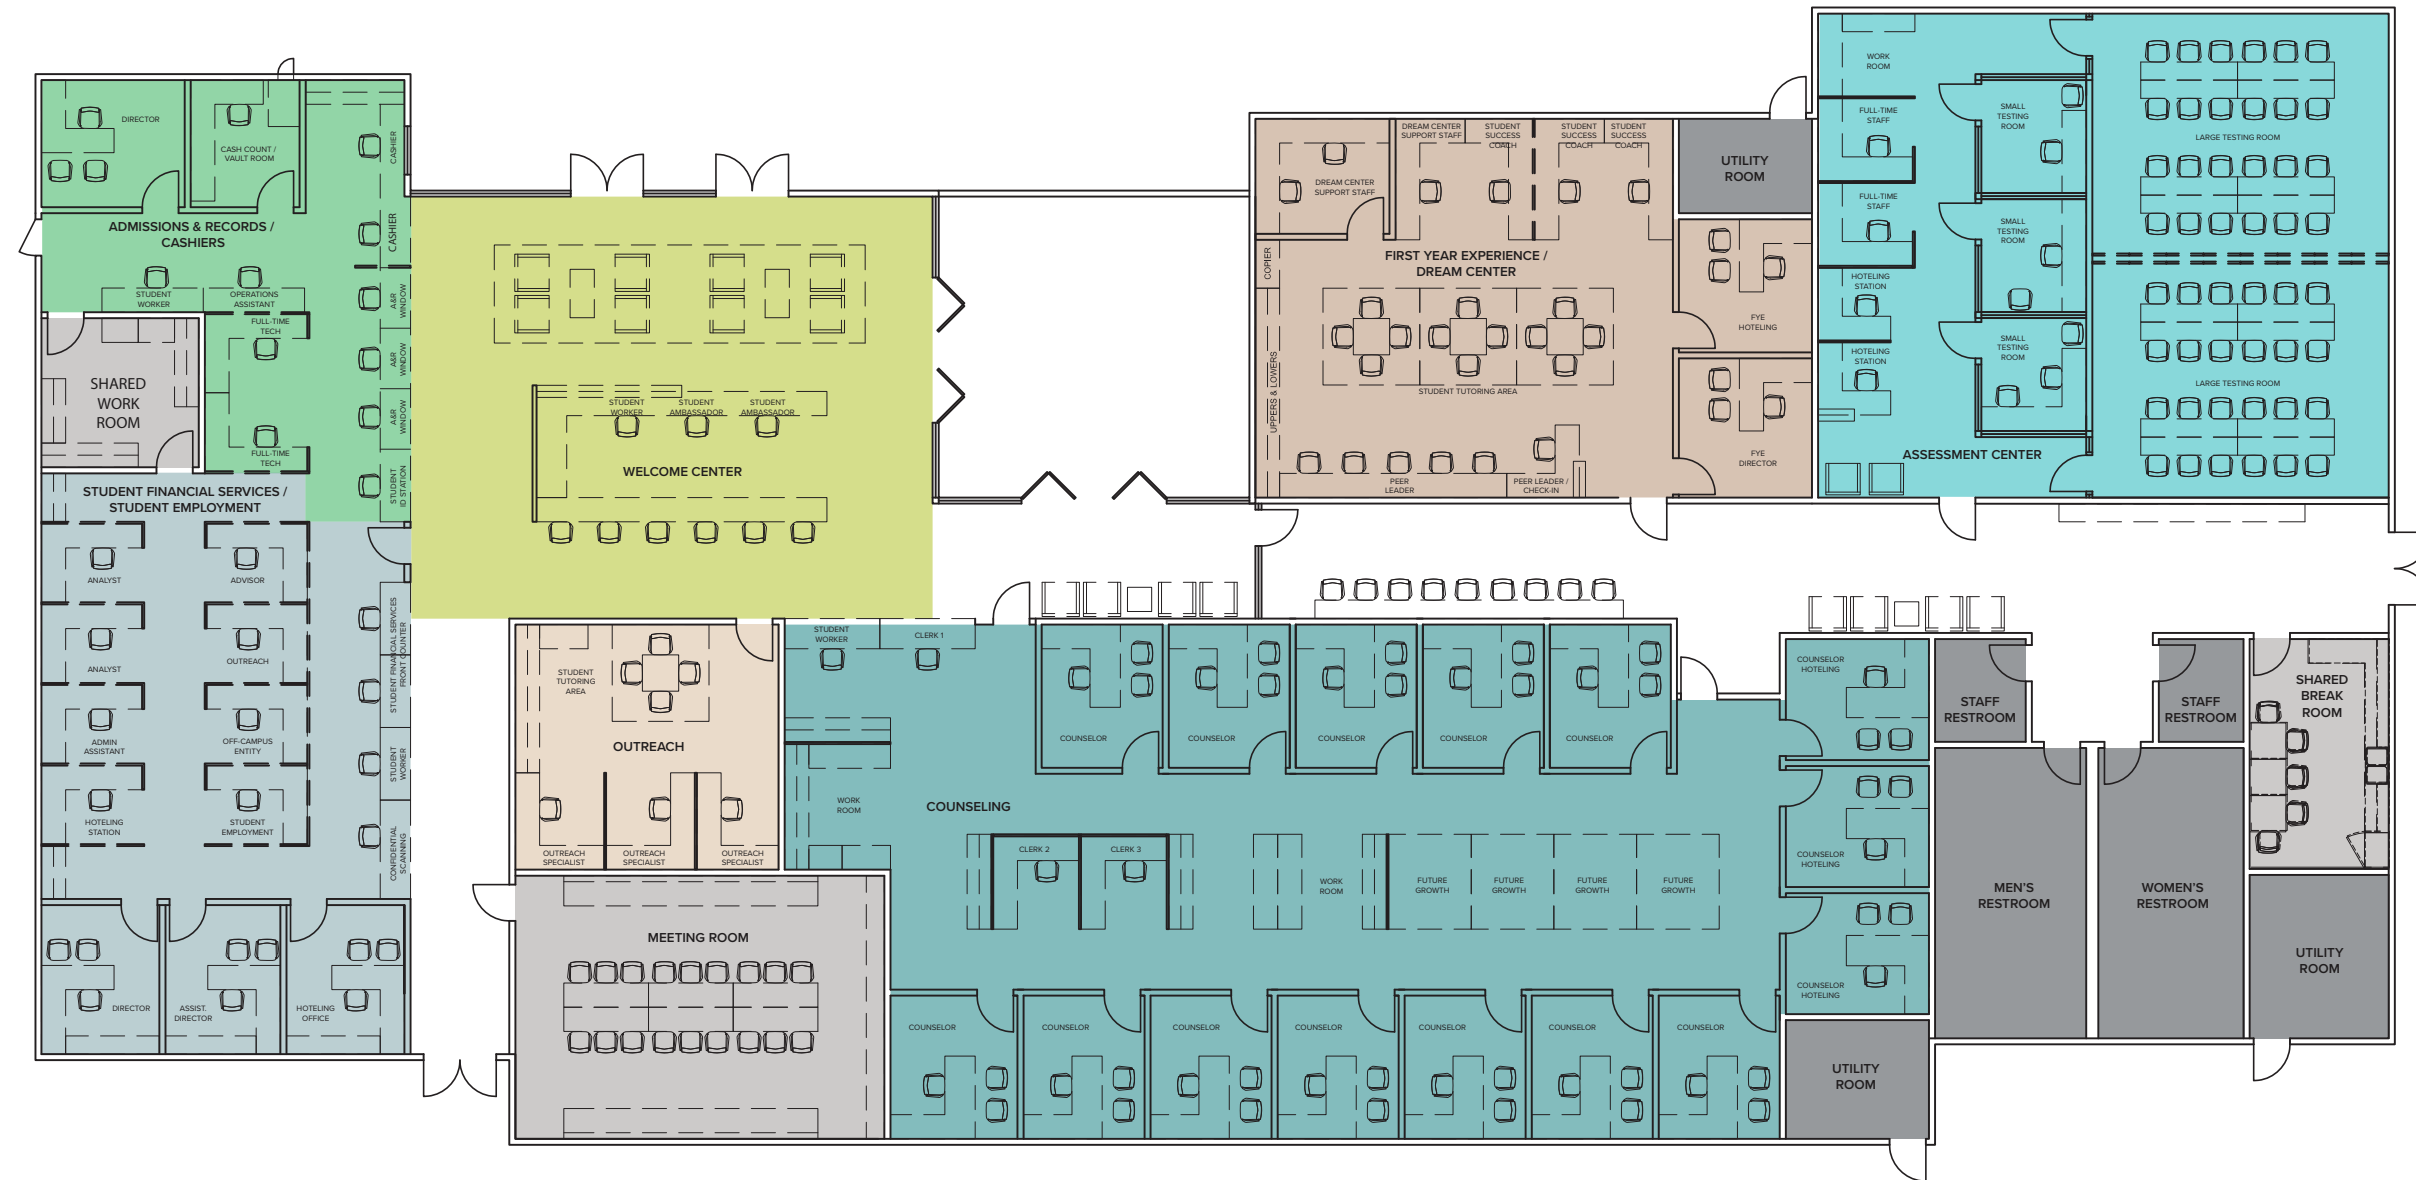 DIRECTOR
CASH COUNT /
VAULT ROOM
CASHIER
CASHIER
ADMISSIONS & RECORDS /
CASHIERS
STUDENT
WORKER
OPERATIONS
ASSISTANT
FULL-TIME
TECH
FULL-TIME
TECH
A&R
WINDOW
A&R
WINDOW
A&R
WINDOW
STUDENT
ID STATION
SHARED
WORK
ROOM
STUDENT FINANCIAL SERVICES /
STUDENT EMPLOYMENT
ANALYST
ADVISOR
ANALYST
OUTREACH
ADMIN
ASSISTANT
OFF-CAMPUS
ENTITY
HOTELING
STATION
STUDENT
EMPLOYMENT
STUDENT FINANCIAL SERVICES
FRONT COUNTER
STUDENT
WORKER
CONFIDENTIAL
SCANNING
DIRECTOR
ASSIST.
DIRECTOR
HOTELING
OFFICE
STUDENT
WORKER
STUDENT
AMBASSADOR
STUDENT
AMBASSADOR
WELCOME CENTER
DREAM CENTER
SUPPORT STAFF
DREAM CENTER
SUPPORT STAFF
STUDENT
SUCCESS
COACH
STUDENT
SUCCESS
COACH
STUDENT
SUCCESS
COACH
COPIER
UPPERS & LOWERS
FIRST YEAR EXPERIENCE /
DREAM CENTER
STUDENT TUTORING AREA
PEER
LEADER
PEER LEADER /
CHECK-IN
UTILITY
ROOM
FYE
HOTELING
FYE
DIRECTOR
WORK
ROOM
FULL-TIME
STAFF
FULL-TIME
STAFF
HOTELING
STATION
HOTELING
STATION
SMALL
TESTING
ROOM
SMALL
TESTING
ROOM
SMALL
TESTING
ROOM
LARGE TESTING ROOM
LARGE TESTING ROOM
ASSESSMENT CENTER
STUDENT
TUTORING
AREA
OUTREACH
OUTREACH
SPECIALIST
OUTREACH
SPECIALIST
OUTREACH
SPECIALIST
MEETING ROOM
STUDENT
WORKER
CLERK 1
WORK
ROOM
COUNSELING
COUNSELOR
COUNSELOR
COUNSELOR
COUNSELOR
COUNSELOR
CLERK 2
CLERK 3
WORK
ROOM
FUTURE
GROWTH
FUTURE
GROWTH
FUTURE
GROWTH
FUTURE
GROWTH
COUNSELOR
COUNSELOR
COUNSELOR
COUNSELOR
COUNSELOR
COUNSELOR
COUNSELOR
COUNSELOR
HOTELING
COUNSELOR
HOTELING
COUNSELOR
HOTELING
UTILITY
ROOM
STAFF
RESTROOM
STAFF
RESTROOM
MEN'S
RESTROOM
WOMEN'S
RESTROOM
SHARED
BREAK
ROOM
UTILITY
ROOM